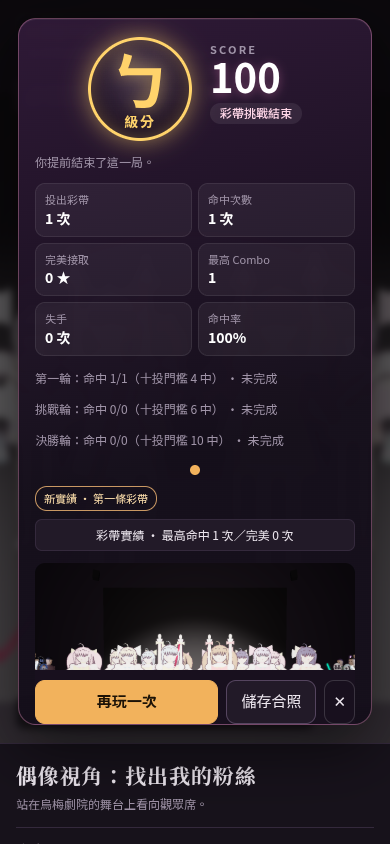 ㄅ
級分
SCORE
100
彩帶挑戰結束
你提前結束了這一局。
投出彩帶
1 次
命中次數
1 次
完美接取
0 ★
最高 Combo
1
失手
0 次
命中率
100%
第一輪：命中 1/1（十投門檻 4 中） · 未完成
挑戰輪：命中 0/0（十投門檻 6 中） · 未完成
決勝輪：命中 0/0（十投門檻 10 中） · 未完成
新實績 · 第一條彩帶
彩帶實績 · 最高命中 1 次／完美 0 次
再玩一次
儲存合照
✕
偶像視角：找出我的粉絲
站在烏梅劇院的舞台上看向觀眾席。